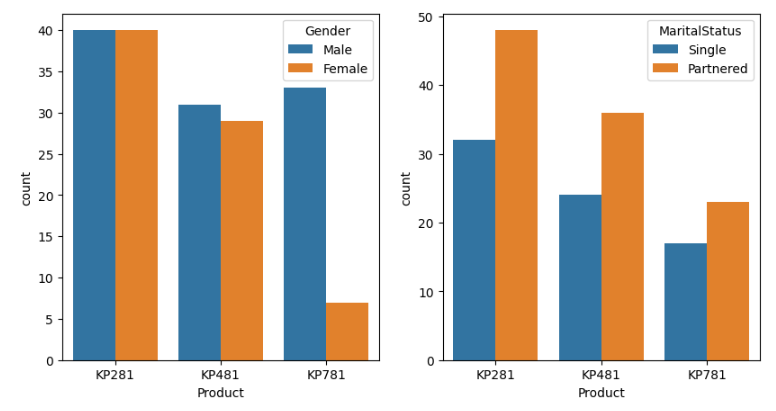 Gender
Male
Female
40
35
30
25
20
15
10
5
0
count
KP281 KP481 KP781
Product
MaritalStatus
Single
Partnered
50
40
30
20
10
0
count
KP281 KP481 KP781
Product